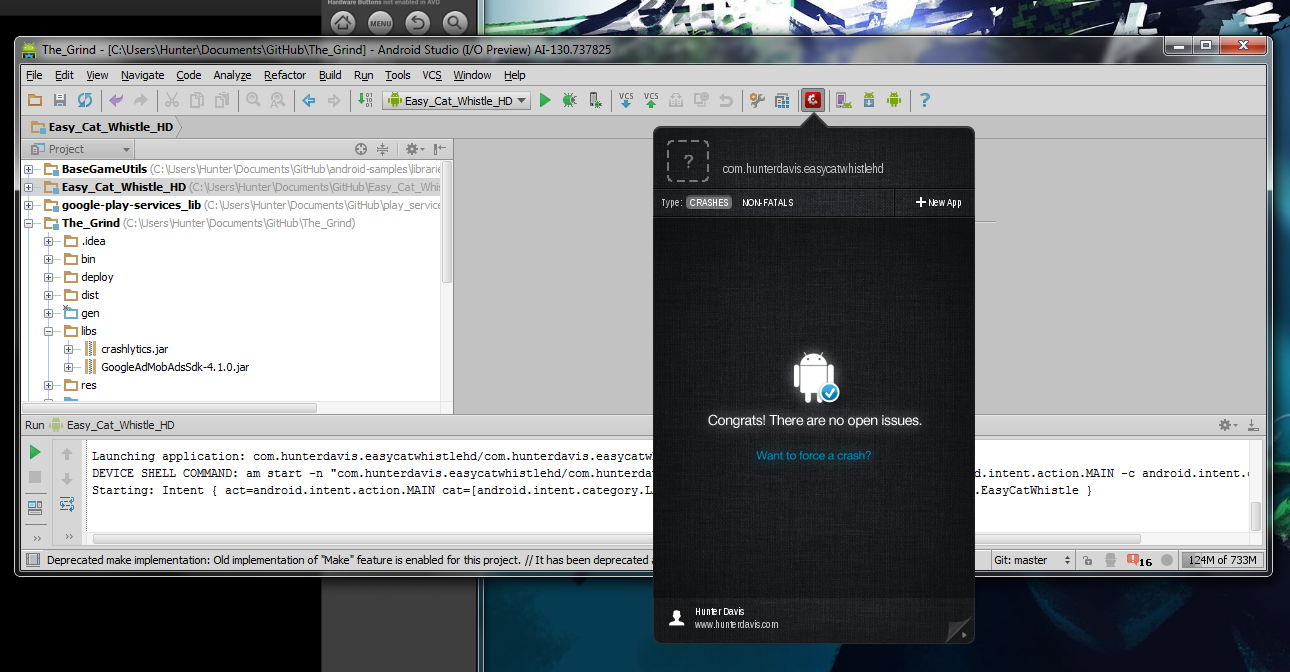 Hardware Buttons not enabled in AVD
MENU
The_Grind - [C:\Users\Hunter\Documents\GitHub\The_Grind] - Android Studio (I/O Preview) AI-130.737825
File Edit View Navigate Code Analyze Refactor Build Run Tools VCS Window Help
Easy_Cat_Whistle_HD
VCS VCS
?
Easy_Cat_Whistle_HD
Project
BaseGameUtils (C:\Users\Hunter\Documents\GitHub\android-samples\librarie
Easy_Cat_Whistle_HD (C:\Users\Hunter\Documents\GitHub\Easy_Cat_Whis
google-play-services_lib (C:\Users\Hunter\Documents\GitHub\play_service
The_Grind (C:\Users\Hunter\Documents\GitHub\The_Grind)
.idea
bin
deploy
dist
gen
libs
crashlytics.jar
GoogleAdMobAdsSdk-4.1.0.jar
res
?
com.hunterdavis.easycatwhistlehd
Type: CRASHES NON-FATALS + New App
Congrats! There are no open issues.
Want to force a crash?
Hunter Davis
www.hunterdavis.com
Run Easy_Cat_Whistle_HD
Launching application: com.hunterdavis.easycatwhistlehd/com.hunterdavis.easycatw
DEVICE SHELL COMMAND: am start -n "com.hunterdavis.easycatwhistlehd/com.hunterda d.intent.action.MAIN -c android.intent.c
Starting: Intent { act=android.intent.action.MAIN cat=[android.intent.category.LA .EasyCatWhistle }
Deprecated make implementation: Old implementation of "Make" feature is enabled for this project. // It has been deprecated a
Git: master 16 124M of 733M